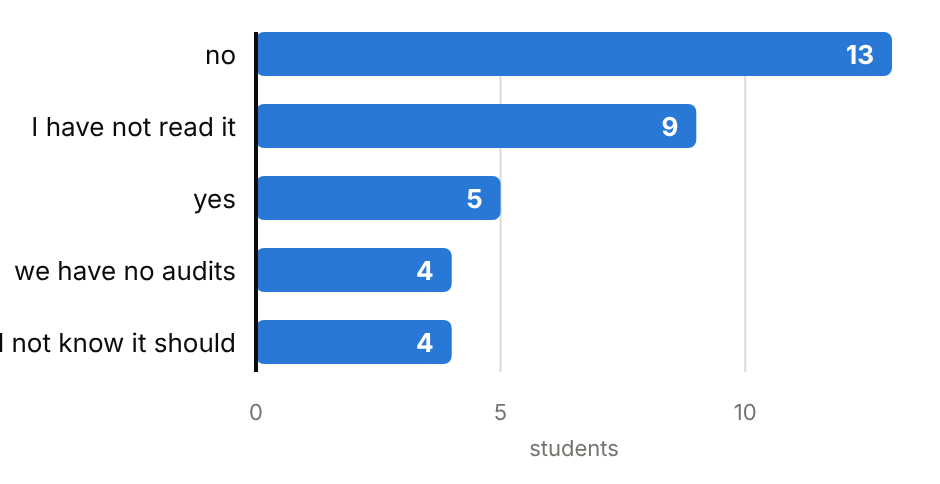 no
13
I have not read it
9
yes
5
we have no audits
4
not know it should
4
0 5 10
students